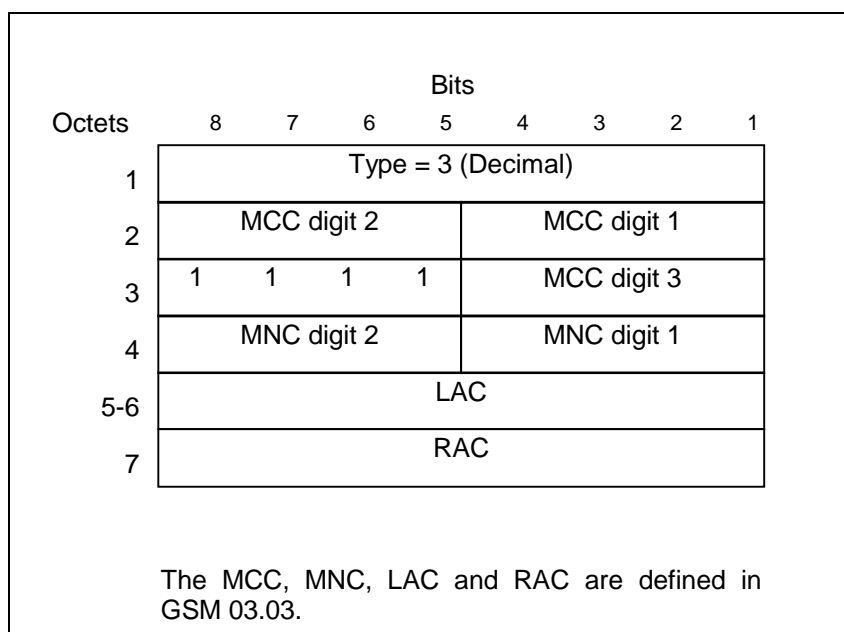 Bits
Octets 8 7 6 5 4 3 2 1
1 Type = 3 (Decimal)
2 MCC digit 2 MCC digit 1
3 1 1 1 1 MCC digit 3
4 MNC digit 2 MNC digit 1
5-6 LAC
7 RAC
The MCC, MNC, LAC and RAC are defined in
GSM 03.03.